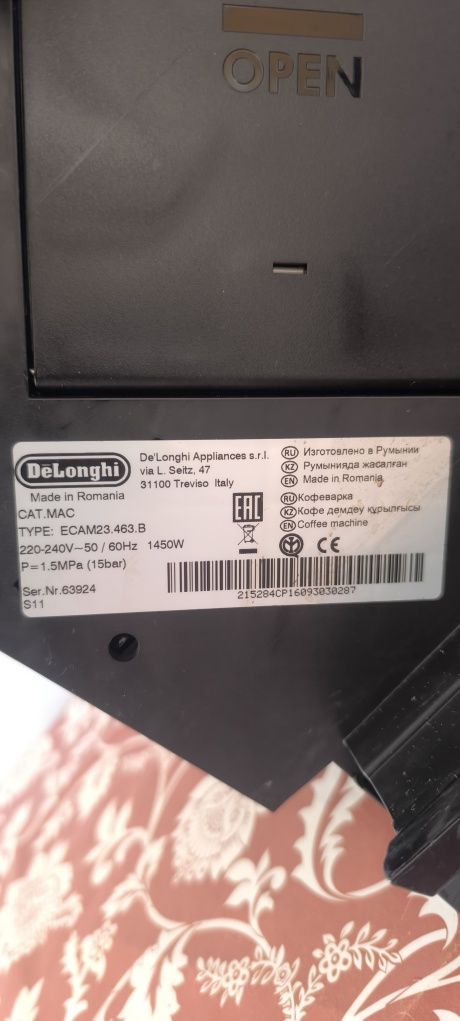 OPEN
DeLonghi
Made in Romania
De'Longhi Appliances s.r.l.
via L. Seitz, 47
31100 Treviso Italy
CAT.MAC
TYPE: ECAM23.463.B
220-240V~50 / 60Hz 1450W
P=1.5MPa (15bar)
Ser.Nr.63924
S11
EAC
RU Изготовлено в Румынии
KZ Румынияда жасалған
EN Made in Romania
RU Кофеварка
KZ Кофе демдеу құрылғысы
EN Coffee machine
CE
215284CP16093030287